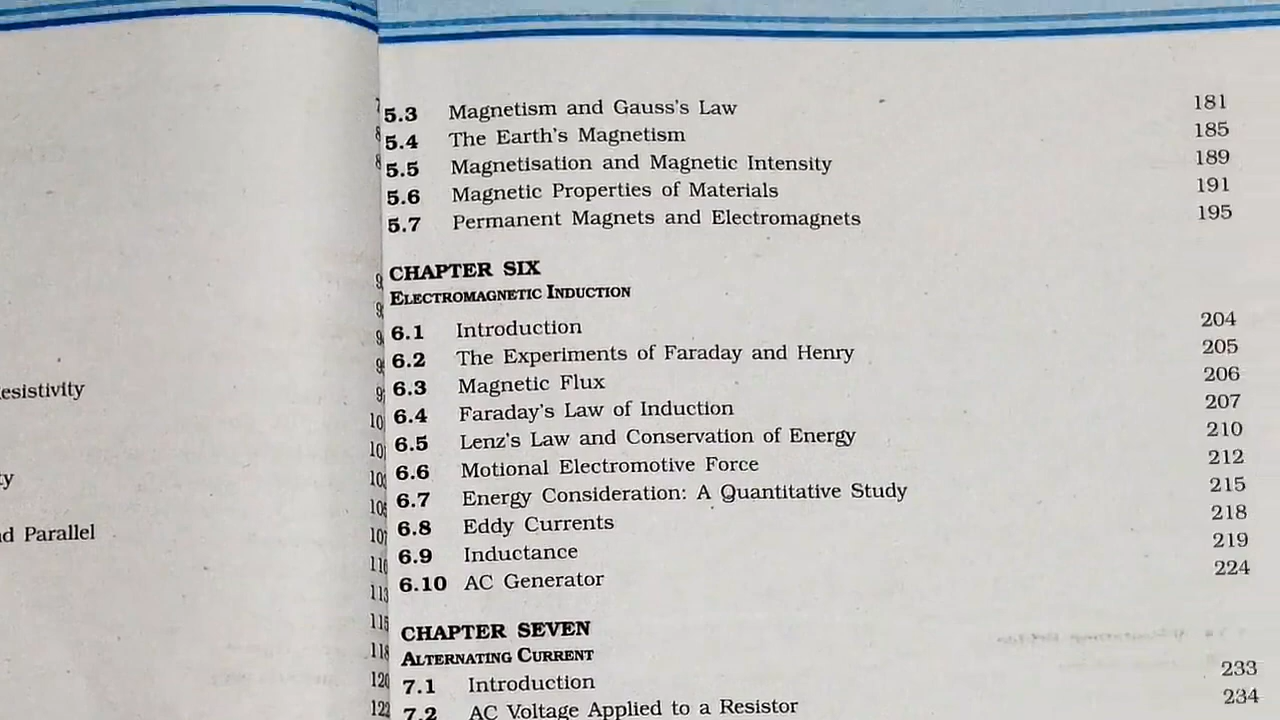 esistivity
ty
d Parallel
5.3 Magnetism and Gauss's Law 181
5.4 The Earth's Magnetism 185
5.5 Magnetisation and Magnetic Intensity 189
5.6 Magnetic Properties of Materials 191
5.7 Permanent Magnets and Electromagnets 195
CHAPTER SIX
ELECTROMAGNETIC INDUCTION
6.1 Introduction 204
6.2 The Experiments of Faraday and Henry 205
6.3 Magnetic Flux 206
6.4 Faraday's Law of Induction 207
6.5 Lenz's Law and Conservation of Energy 210
6.6 Motional Electromotive Force 212
6.7 Energy Consideration: A Quantitative Study 215
6.8 Eddy Currents 218
6.9 Inductance 219
6.10 AC Generator 224
CHAPTER SEVEN
ALTERNATING CURRENT
7.1 Introduction 233
7.2 AC Voltage Applied to a Resistor 234